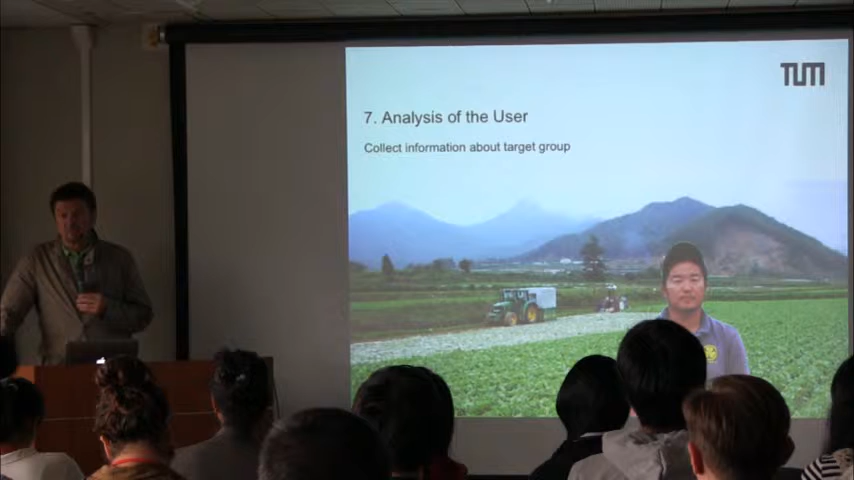 TUM
7. Analysis of the User
Collect information about target group